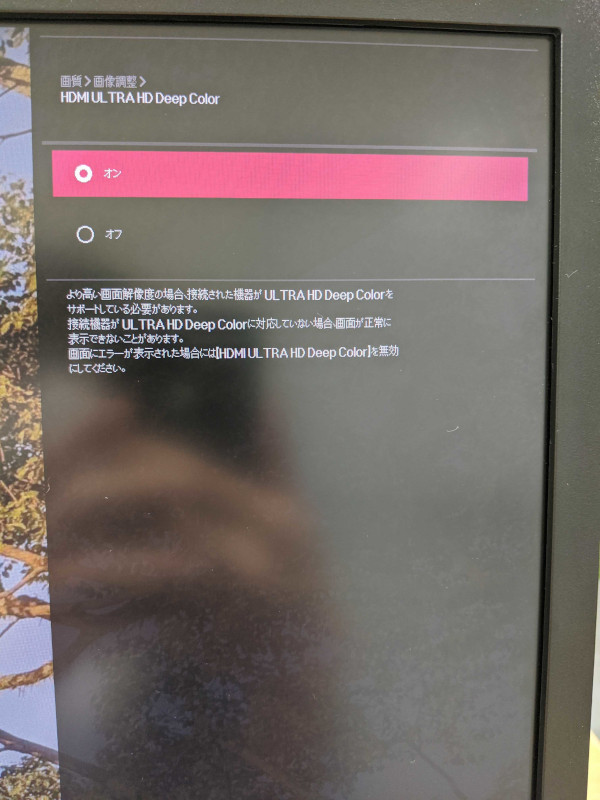 画質 > 画像調整 >
HDMI ULTRA HD Deep Color
オン
オフ
より高い画面解像度の場合、接続された機器が ULTRA HD Deep Colorを
サポートしている必要があります。
接続機器が ULTRA HD Deep Colorに対応していない場合、画面が正常に
表示できないことがあります。
画面にエラーが表示された場合には[HDMI ULTRA HD Deep Color]を無効
にしてください。